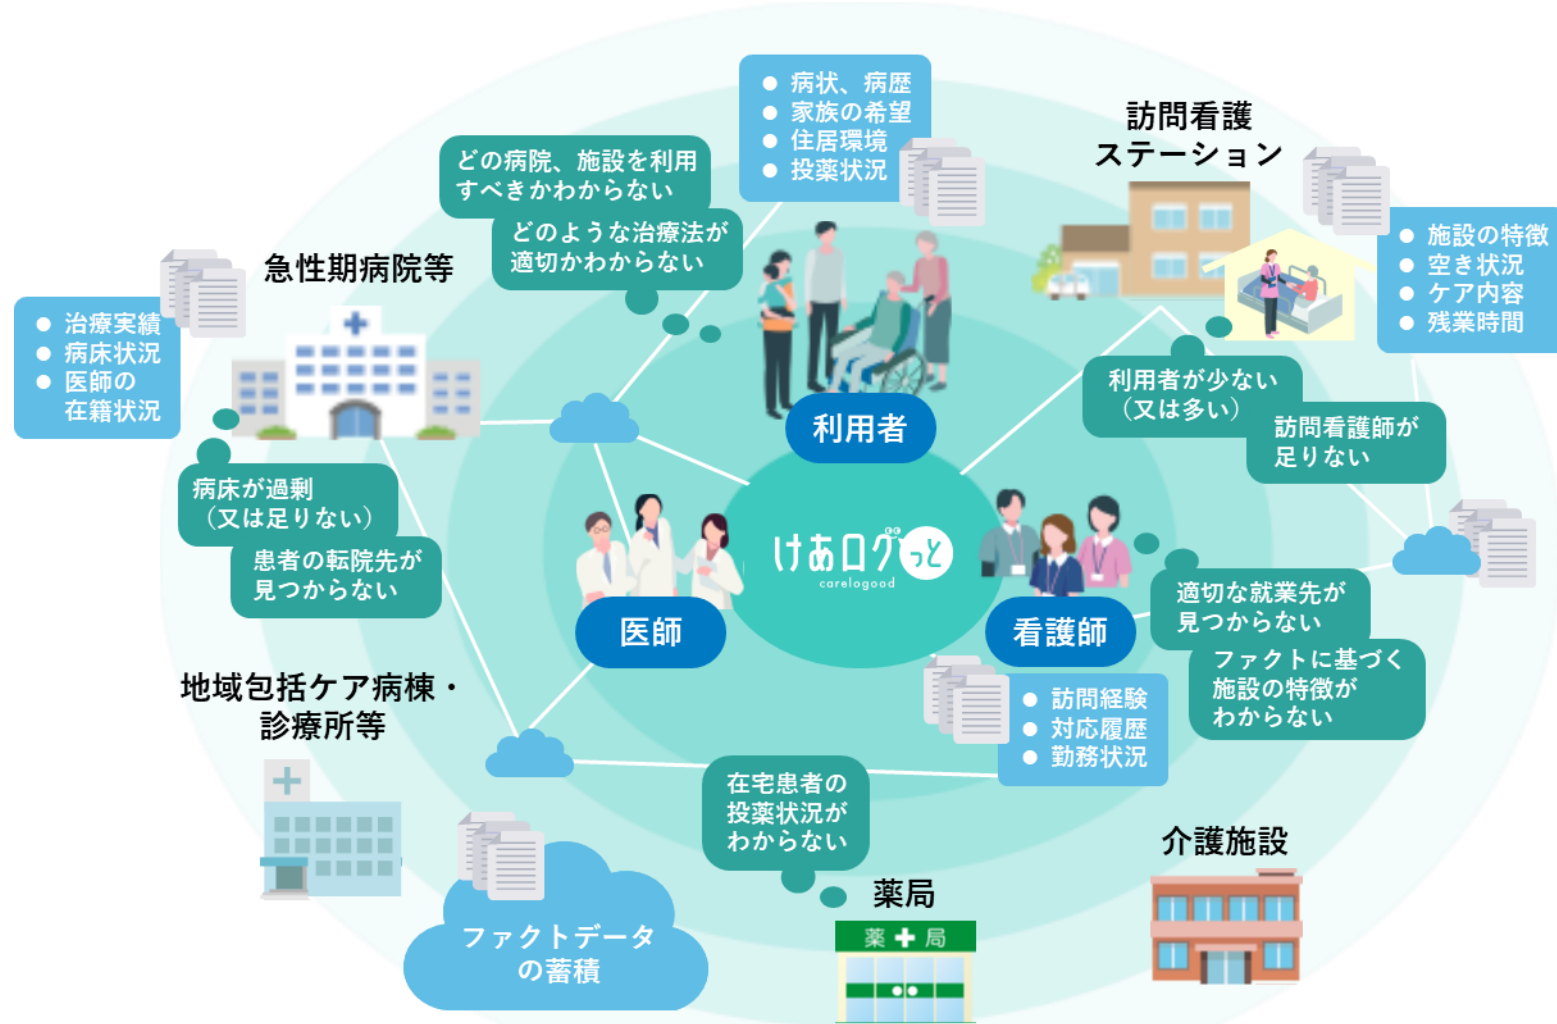 病状、病歴
家族の希望
住居環境
投薬状況
訪問看護
ステーション
どの病院、施設を利用
すべきかわからない
どのような治療法が
適切かわからない
急性期病院等
治療実績
病床状況
医師の
在籍状況
施設の特徴
空き状況
ケア内容
残業時間
利用者が少ない
（又は多い）
訪問看護師が
足りない
利用者
病床が過剰
（又は足りない）
患者の転院先が
見つからない
けあログっと
carelogood
医師
看護師
適切な就業先が
見つからない
ファクトに基づく
施設の特徴が
わからない
地域包括ケア病棟・
診療所等
訪問経験
対応履歴
勤務状況
在宅患者の
投薬状況が
わからない
介護施設
薬局
薬 局
ファクトデータ
の蓄積